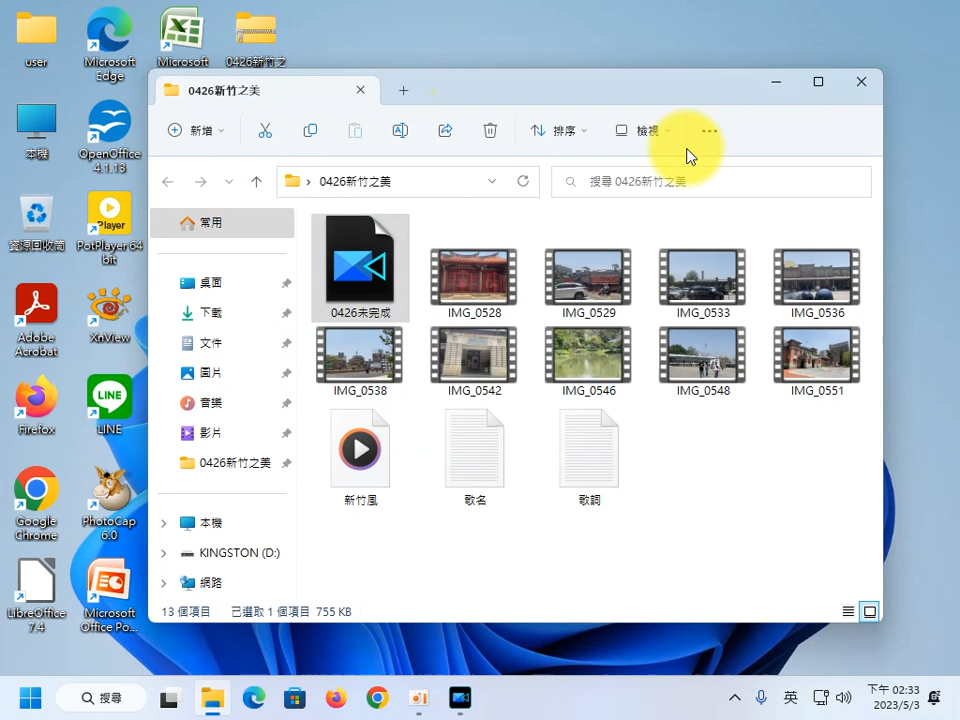 user
Microsoft Edge
Microsoft
0426新竹之
本機
OpenOffice 4.1.13
資源回收筒
Player
PotPlayer 64 bit
Adobe Acrobat
XnView
Firefox
LINE
LINE
Google Chrome
PhotoCap 6.0
LibreOffice 7.4
Microsoft Office Po...
0426新竹之美
新增
排序
檢視
0426新竹之美
搜尋 0426新竹之美
常用
桌面
下載
文件
圖片
音樂
影片
0426新竹之美
本機
KINGSTON (D:)
網路
0426未完成
IMG_0528
IMG_0529
IMG_0533
IMG_0536
IMG_0538
IMG_0542
IMG_0546
IMG_0548
IMG_0551
新竹風
歌名
歌詞
13 個項目
已選取 1 個項目 755 KB
搜尋
英
下午 02:33
2023/5/3